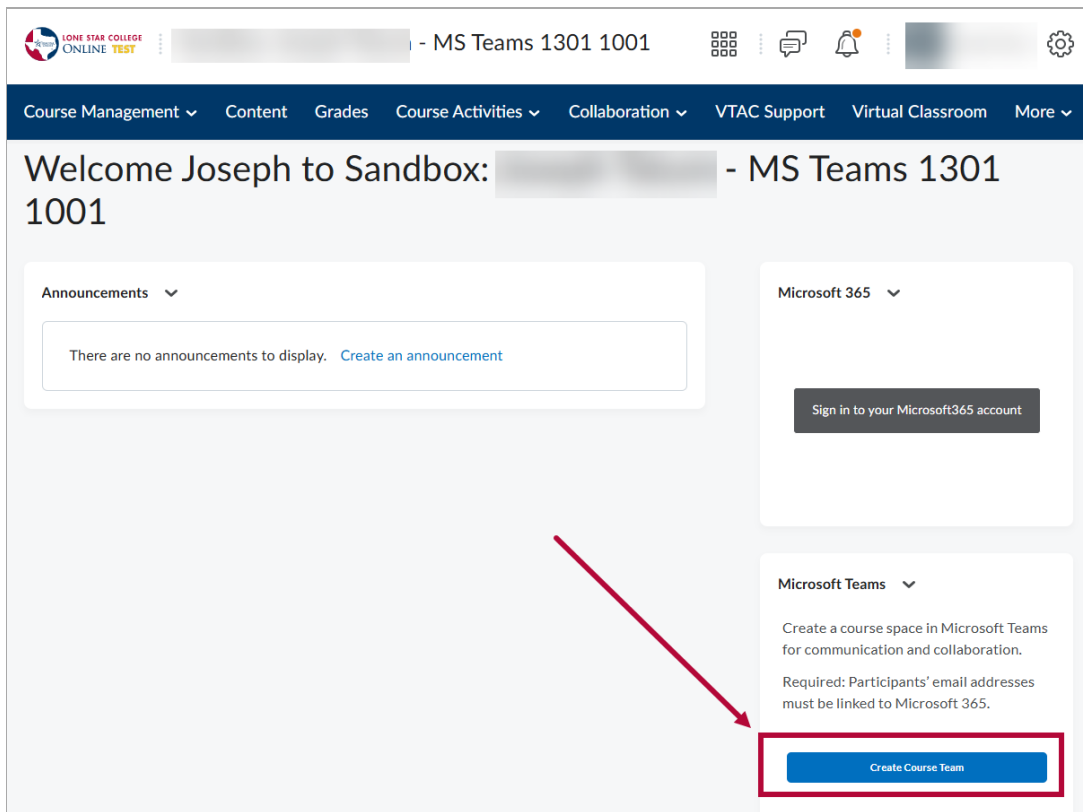 LONE STAR COLLEGE
ONLINE TEST
- MS Teams 1301 1001
Course Management
Content
Grades
Course Activities
Collaboration
VTAC Support
Virtual Classroom
More
Welcome Joseph to Sandbox: - MS Teams 1301
1001
Announcements
There are no announcements to display. Create an announcement
Microsoft 365
Sign in to your Microsoft365 account
Microsoft Teams
Create a course space in Microsoft Teams
for communication and collaboration.
Required: Participants' email addresses
must be linked to Microsoft 365.
Create Course Team